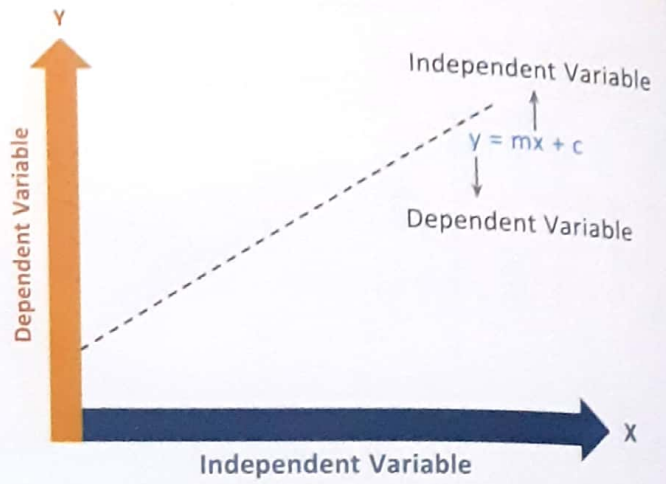 Y
Dependent Variable
Independent Variable
y = mx + c
Dependent Variable
X
Independent Variable